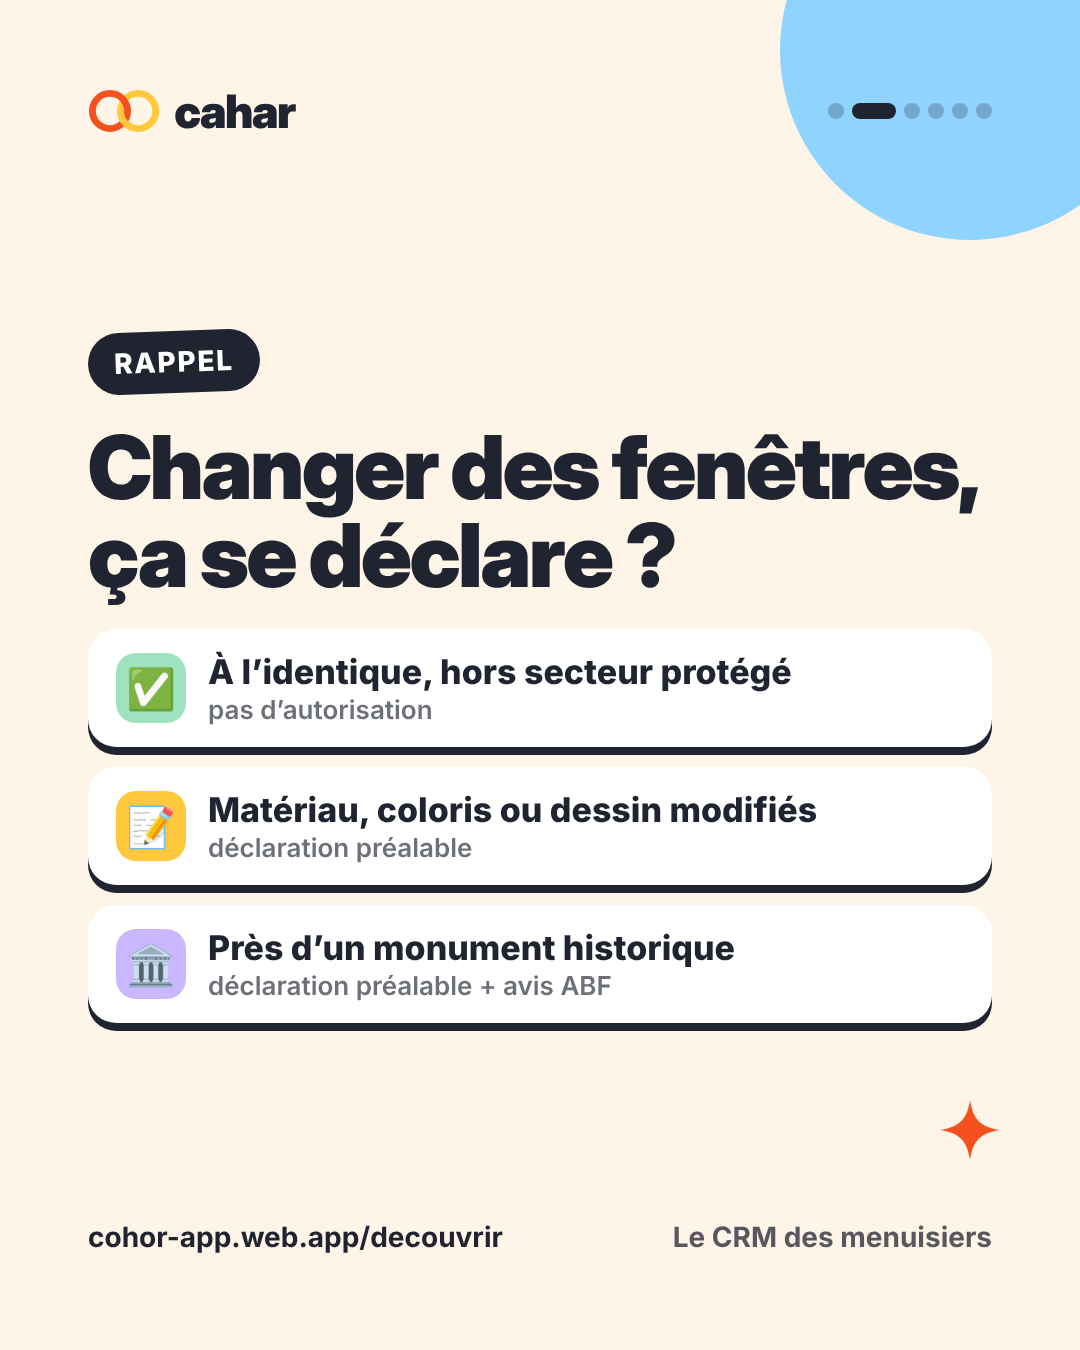 cahar
RAPPEL
Changer des fenêtres,
ça se déclare ?
À l’identique, hors secteur protégé
pas d’autorisation
Matériau, coloris ou dessin modifiés
déclaration préalable
Près d’un monument historique
déclaration préalable + avis ABF
cohor-app.web.app/decouvrir
Le CRM des menuisiers